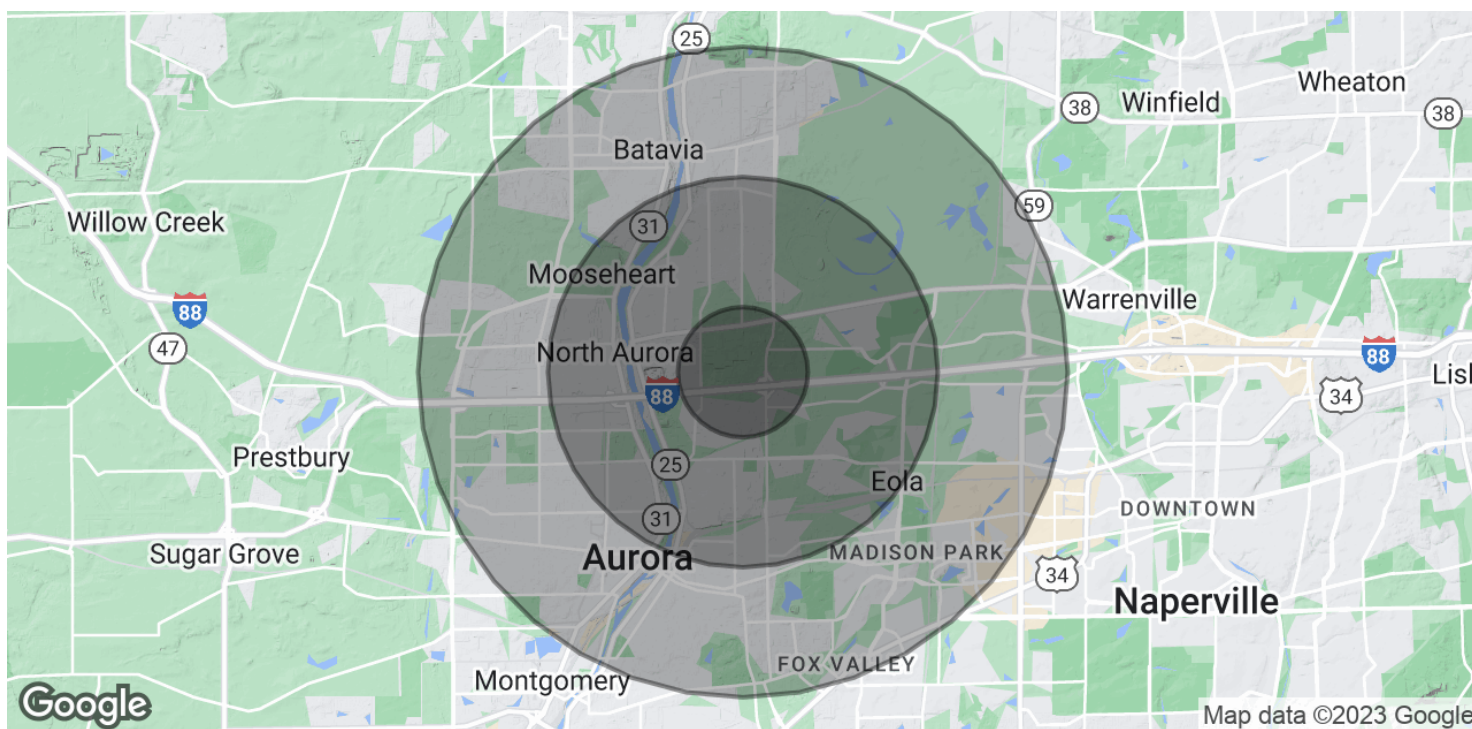 25
Wheaton
Winfield
38
38
Batavia
59
Willow Creek
31
Mooseheart
Warrenville
88
47
North Aurora
88
88
Lisl
34
Prestbury
25
Eola
DOWNTOWN
31
Sugar Grove
Aurora
MADISON PARK
34
Naperville
FOX VALLEY
Montgomery
Google
Map data ©2023 Google